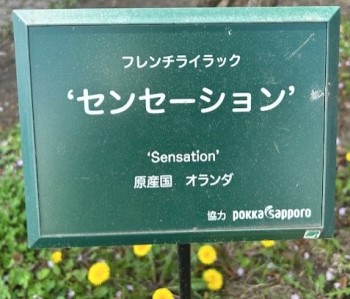 フレンチライラック
‘センセーション’
‘Sensation’
原産国 オランダ
協力 POKKA Sapporo